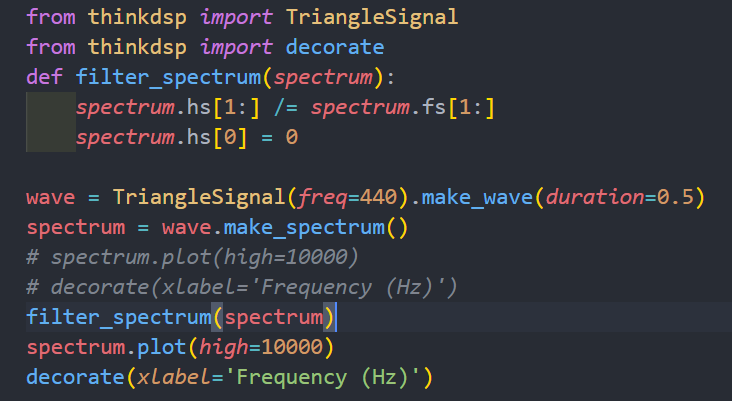 from thinkdsp import TriangleSignal
from thinkdsp import decorate
def filter_spectrum(spectrum):
    spectrum.hs[1:] /= spectrum.fs[1:]
    spectrum.hs[0] = 0

wave = TriangleSignal(freq=440).make_wave(duration=0.5)
spectrum = wave.make_spectrum()
# spectrum.plot(high=10000)
# decorate(xlabel='Frequency (Hz)')
filter_spectrum(spectrum)
spectrum.plot(high=10000)
decorate(xlabel='Frequency (Hz)')